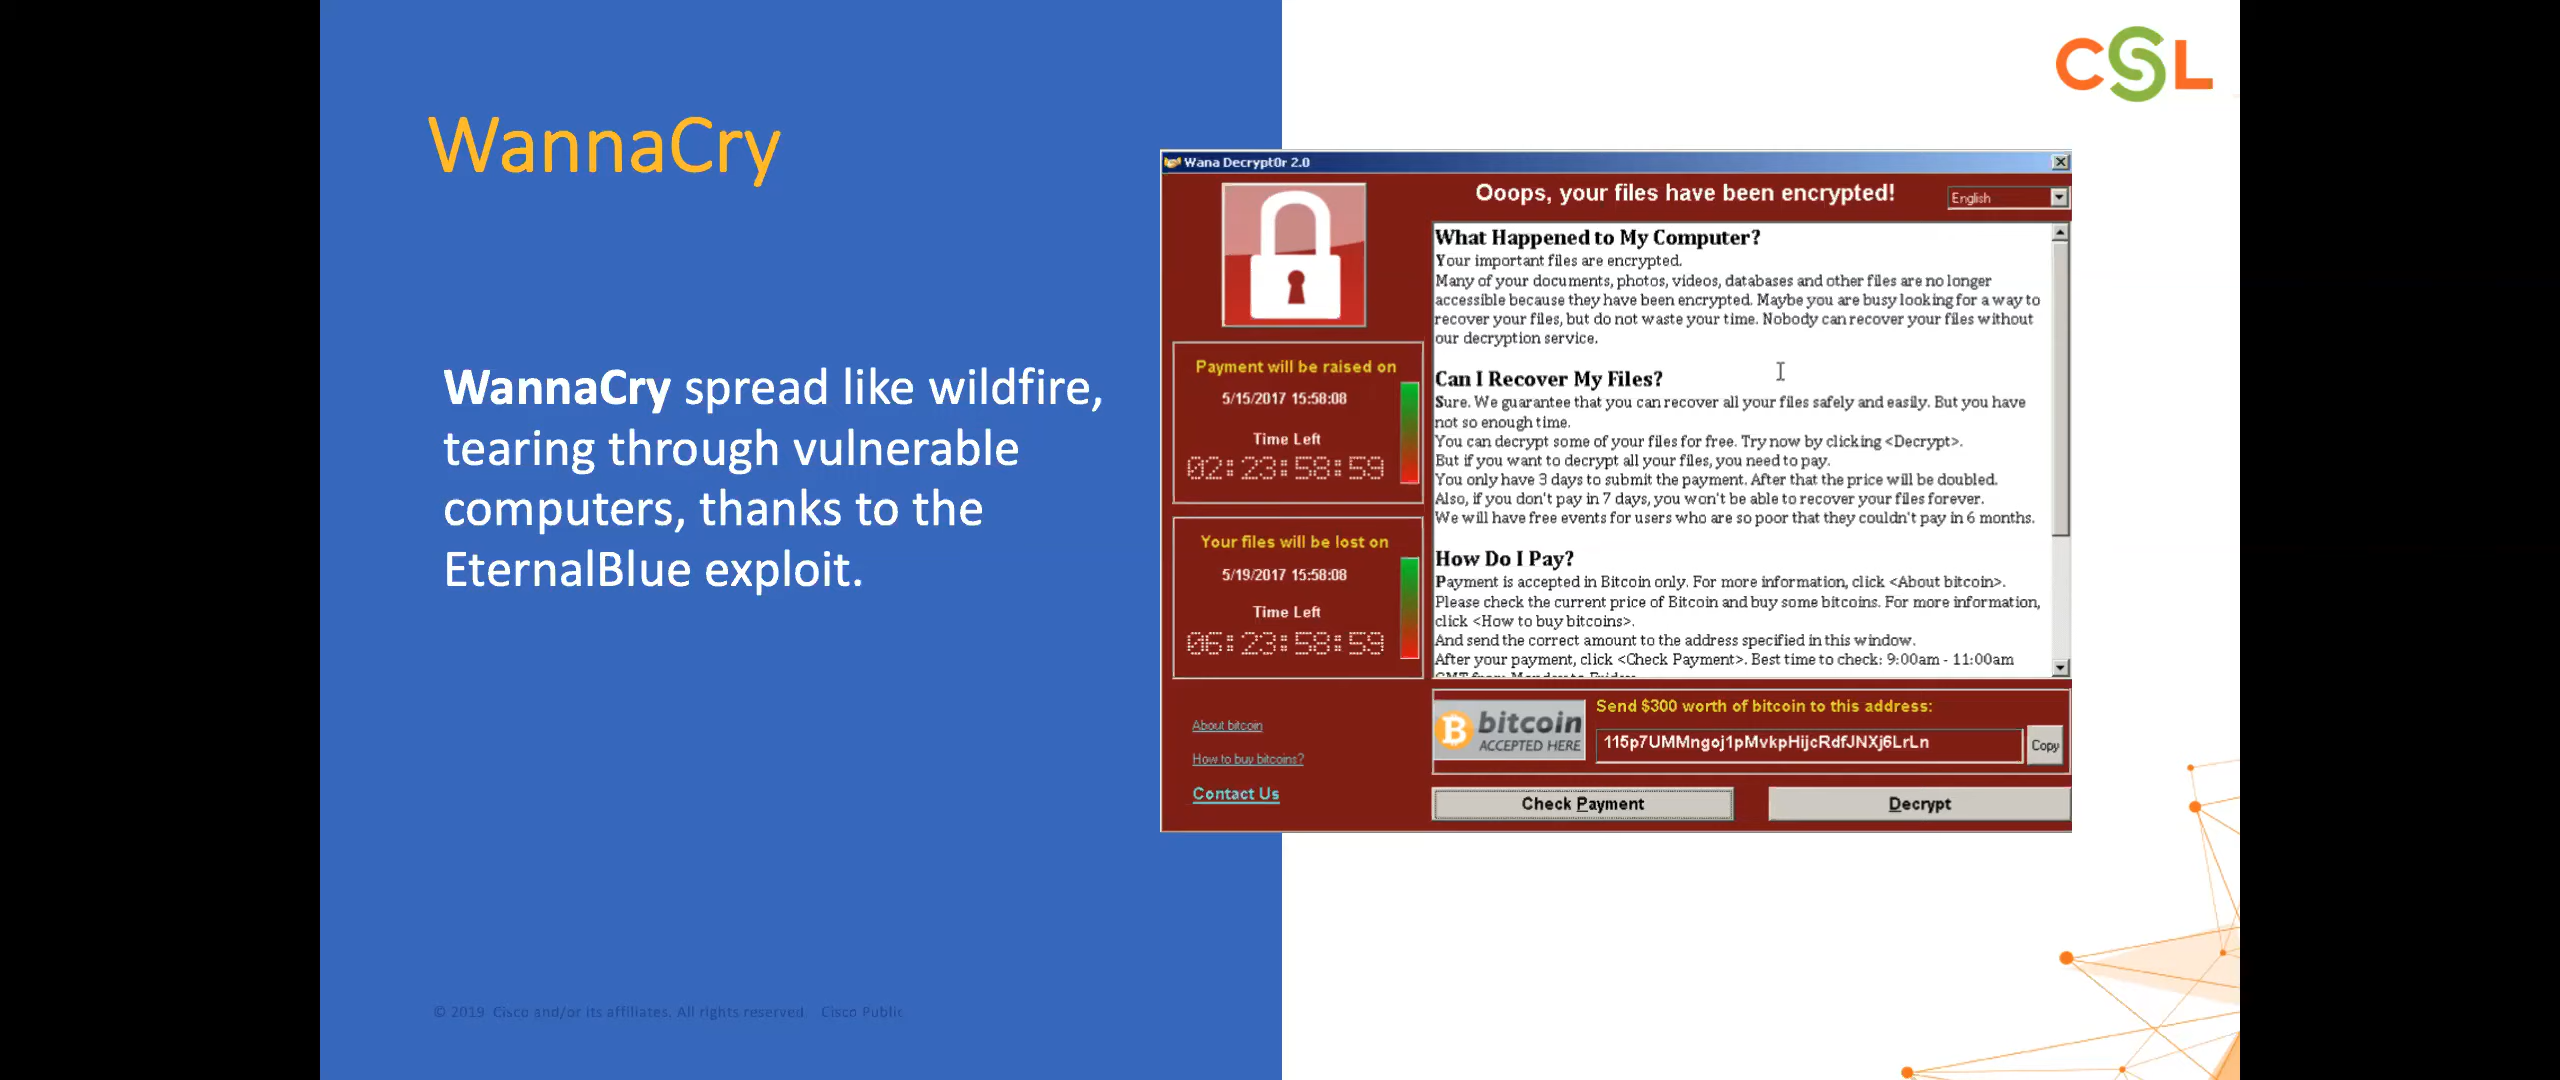 CSL
WannaCry
WannaCry spread like wildfire,
tearing through vulnerable
computers, thanks to the
EternalBlue exploit.
© 2019 Cisco and/or its affiliates. All rights reserved. Cisco Public
Wana Decrypt0r 2.0
Ooops, your files have been encrypted!
English
Payment will be raised on
5/15/2017 15:58:08
Time Left
02:23:58:59
Your files will be lost on
5/19/2017 15:58:08
Time Left
06:23:58:59
About bitcoin
How to buy bitcoins?
Contact Us
What Happened to My Computer?
Your important files are encrypted.
Many of your documents, photos, videos, databases and other files are no longer
accessible because they have been encrypted. Maybe you are busy looking for a way to
recover your files, but do not waste your time. Nobody can recover your files without
our decryption service.
Can I Recover My Files?
Sure. We guarantee that you can recover all your files safely and easily. But you have
not so enough time.
You can decrypt some of your files for free. Try now by clicking <Decrypt>.
But if you want to decrypt all your files, you need to pay.
You only have 3 days to submit the payment. After that the price will be doubled.
Also, if you don't pay in 7 days, you won't be able to recover your files forever.
We will have free events for users who are so poor that they couldn't pay in 6 months.
How Do I Pay?
Payment is accepted in Bitcoin only. For more information, click <About bitcoin>.
Please check the current price of Bitcoin and buy some bitcoins. For more information,
click <How to buy bitcoins>.
And send the correct amount to the address specified in this window.
After your payment, click <Check Payment>. Best time to check: 9:00am - 11:00am
GMT from Monday to Friday
bitcoin
ACCEPTED HERE
Send $300 worth of bitcoin to this address:
115p7UMMngoj1pMvkpHijcRdfJNXj6LrLn
Copy
Check Payment
Decrypt